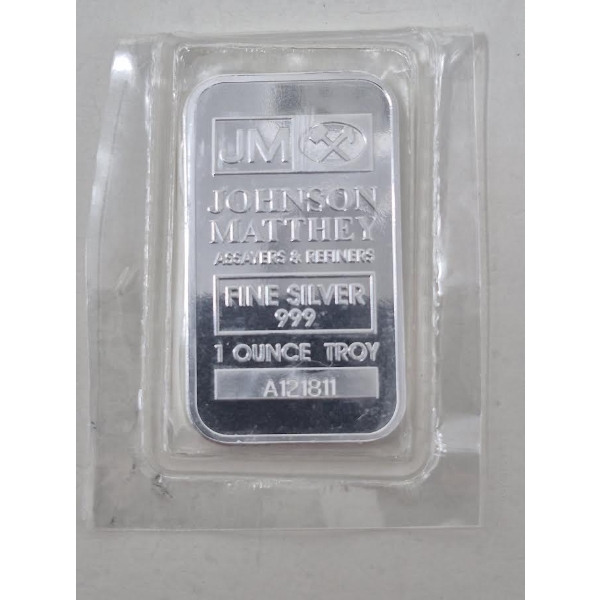 JM
JOHNSON
MATTHEY
ASSAYERS & REFINERS
FINE SILVER
999
1 OUNCE TROY
A121811